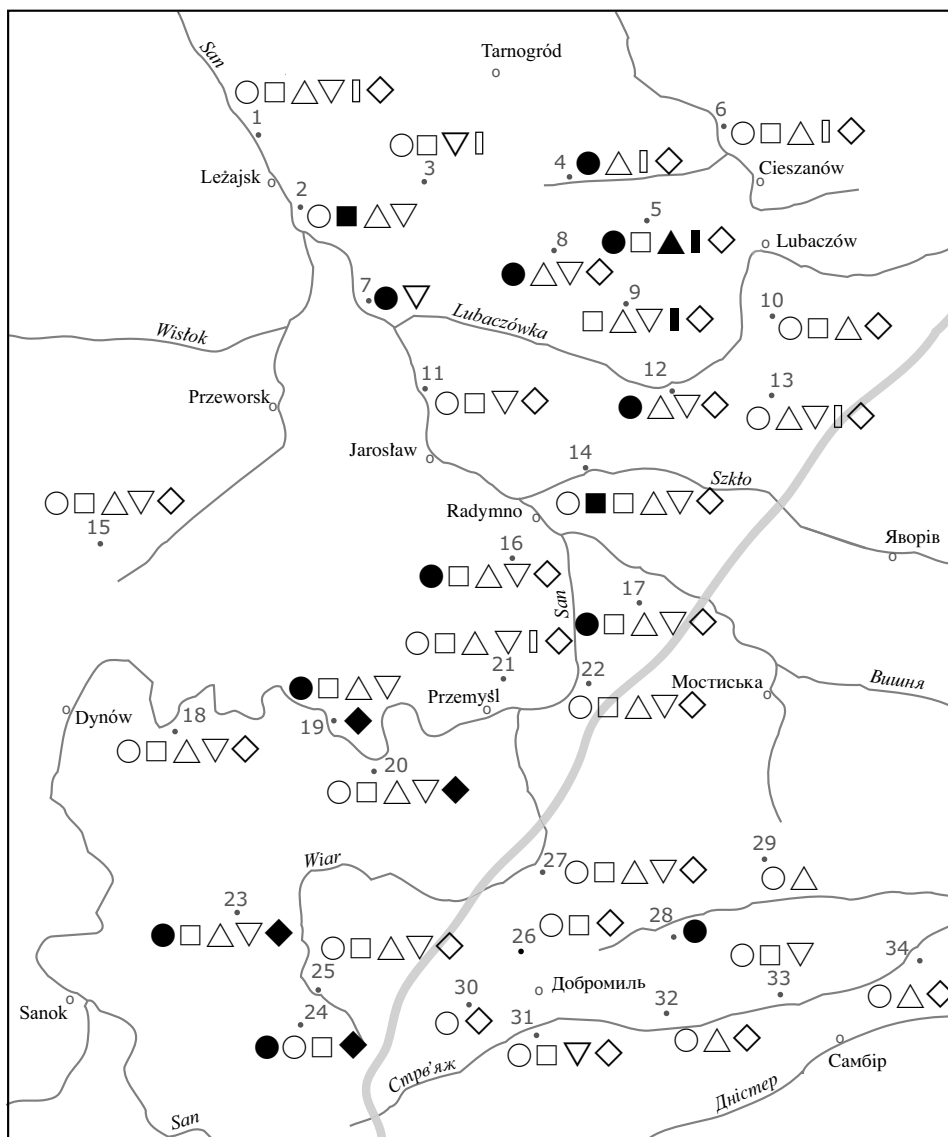 San
Tarnogród
1
6
3
Leżajsk
4
Cieszanów
2
5
8
Lubaczów
7
9
10
Wisłok
Lubaczówka
11
12
13
Przeworsk
Jarosław
14
Szkło
15
Radymno
16
Яворів
17
San
21
22
Мостиська
Вишня
Dynów
18
19
Przemyśl
20
Wiar
27
29
23
28
26
34
25
Добромиль
33
Sanok
24
30
32
31
Самбір
Стрв'яж
Дністер
San